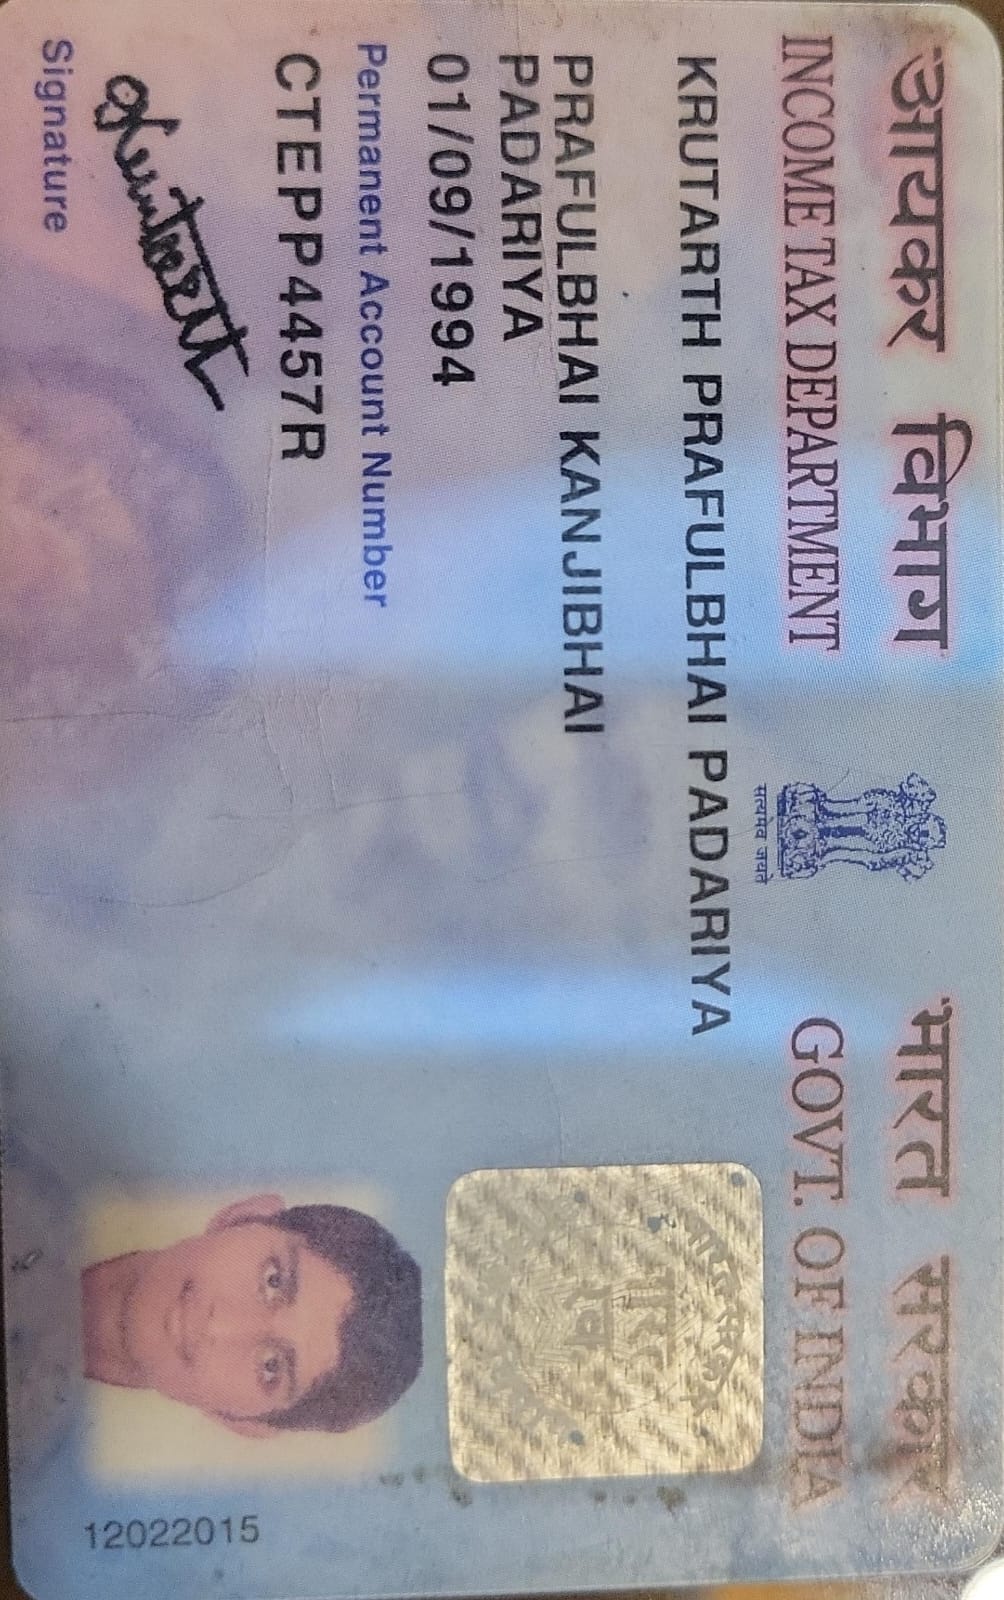 आयकर विभाग
INCOME TAX DEPARTMENT
सत्यमेव जयते
भारत सरकार
GOVT. OF INDIA
KRUTARTH PRAFULBHAI PADARIYA
PRAFULBHAI KANJIBHAI
PADARIYA
01/09/1994
Permanent Account Number
CTEPP4457R
Signature
12022015